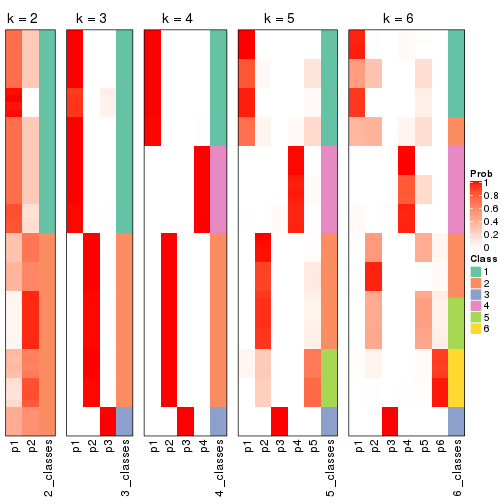 k = 2
k = 3
k = 4
k = 5
k = 6
Prob
1
0.8
0.6
0.4
0.2
0
Class
1
2
3
4
5
6
p1
p2
2_classes
p1
p2
p3
3_classes
p1
p2
p3
p4
4_classes
p1
p2
p3
p4
p5
5_classes
p1
p2
p3
p4
p5
p6
6_classes